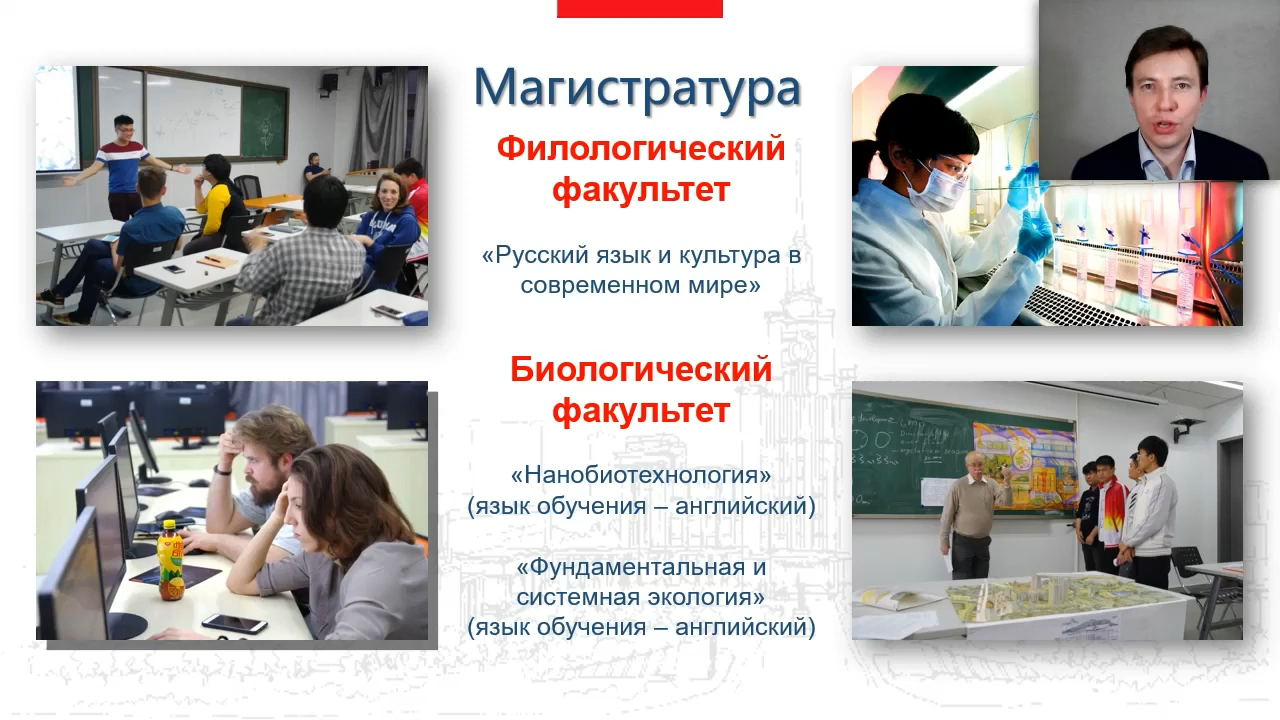 Магистратура
Филологический
факультет
«Русский язык и культура в
современном мире»
Биологический
факультет
«Нанобиотехнология»
(язык обучения – английский)
«Фундаментальная и
системная экология»
(язык обучения – английский)